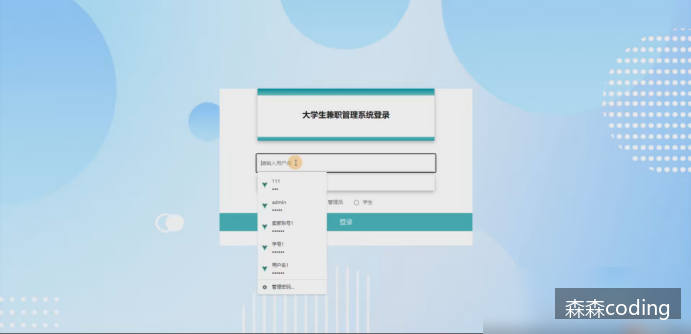 大学生兼职管理系统登录
请输入用户名
111
•••
admin
•••••
管理员
学生
商家账号1
••••••
登录
学号1
••••••
用户名1
••••••
管理密码...
森森coding